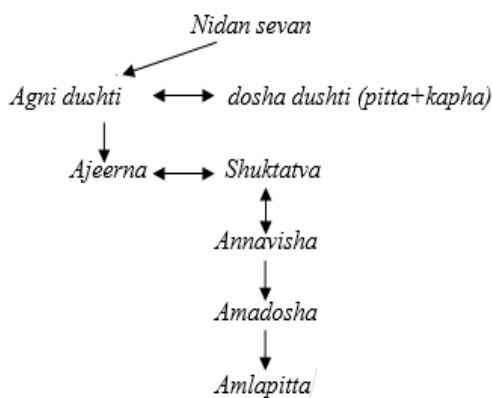 Nidan sevan
Agni dushti dosha dushti (pitta+kapha)
Ajeerna Shuktatva
Annavisha
Amadosha
Amlapitta